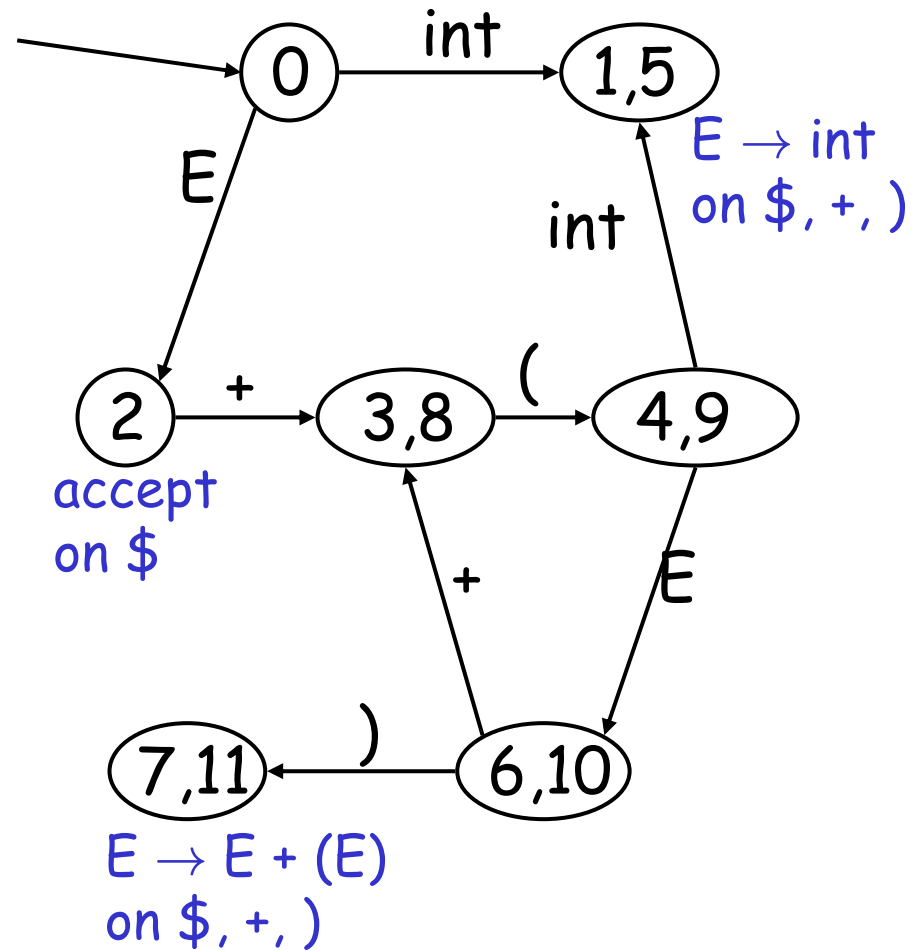 int
0
1,5
E
E → int
on $, +, )
int
+
(
2
3,8
4,9
accept
on $
+
E
)
7,11
6,10
E → E + (E)
on $, +, )